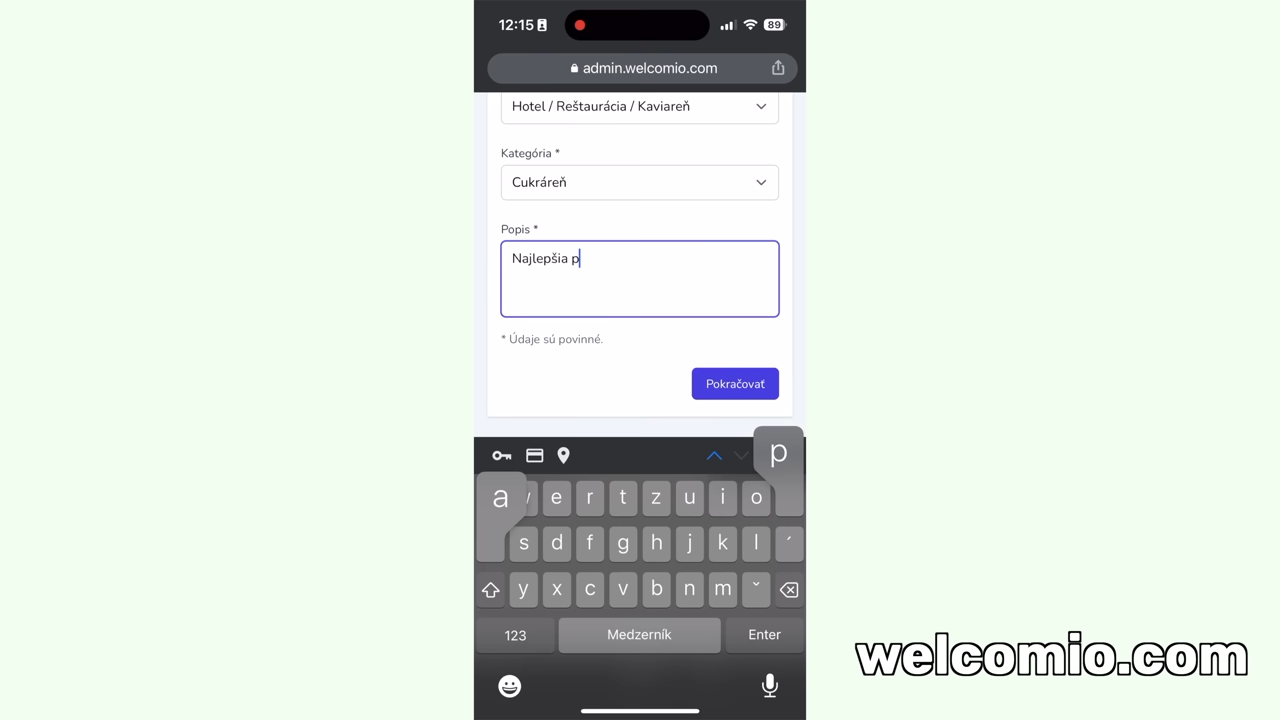 12:15
89
admin.welcomio.com
Hotel / Reštaurácia / Kaviareň
Kategória *
Cukráreň
Popis *
Najlepšia p
* Údaje sú povinné.
Pokračovať
p
a
e r t z u i o
s d f g h j k l ´
y x c v b n m ˇ
123 Medzerník Enter
welcomio.com